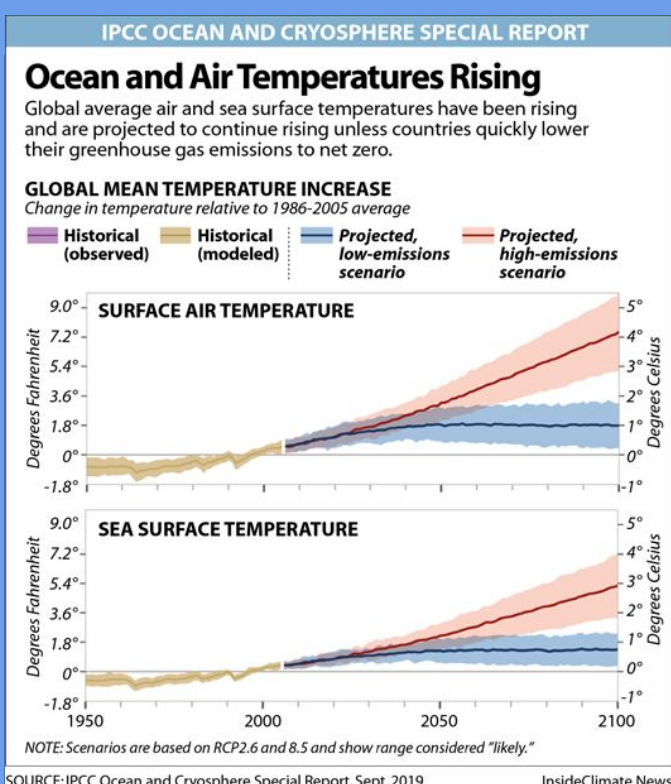 IPCC OCEAN AND CRYOSPHERE SPECIAL REPORT
Ocean and Air Temperatures Rising
Global average air and sea surface temperatures have been rising
and are projected to continue rising unless countries quickly lower
their greenhouse gas emissions to net zero.
GLOBAL MEAN TEMPERATURE INCREASE
Change in temperature relative to 1986-2005 average
Historical (observed)
Historical (modeled)
Projected, low-emissions scenario
Projected, high-emissions scenario
SURFACE AIR TEMPERATURE
Degrees Fahrenheit
9.0°
7.2°
5.4°
3.6°
1.8°
0°
-1.8°
5°
4°
3°
2°
1°
0°
-1°
Degrees Celsius
SEA SURFACE TEMPERATURE
Degrees Fahrenheit
9.0°
7.2°
5.4°
3.6°
1.8°
0°
-1.8°
5°
4°
3°
2°
1°
0°
-1°
Degrees Celsius
1950 2000 2050 2100
NOTE: Scenarios are based on RCP2.6 and 8.5 and show range considered "likely."
SOURCE: IPCC Ocean and Cryosphere Special Report, Sept. 2019 InsideClimate News